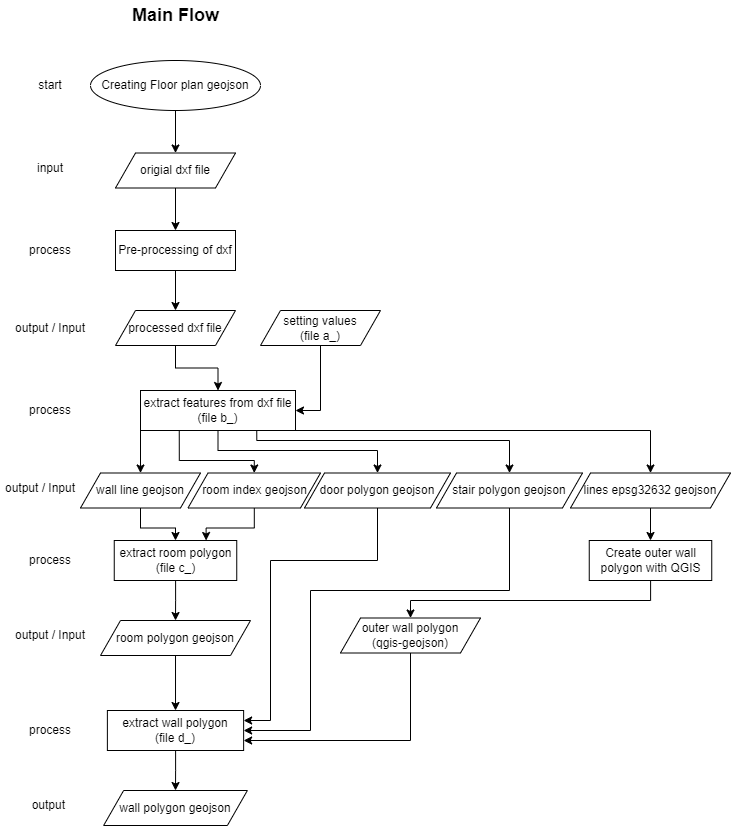 Main Flow
start
Creating Floor plan geojson
input
origial dxf file
process
Pre-processing of dxf
output / Input
processed dxf file
setting values
(file a_)
process
extract features from dxf file
(file b_)
output / Input
wall line geojson
room index geojson
door polygon geojson
stair polygon geojson
lines epsg32632 geojson
process
extract room polygon
(file c_)
Create outer wall
polygon with QGIS
output / Input
room polygon geojson
outer wall polygon
(qgis-geojson)
process
extract wall polygon
(file d_)
output
wall polygon geojson